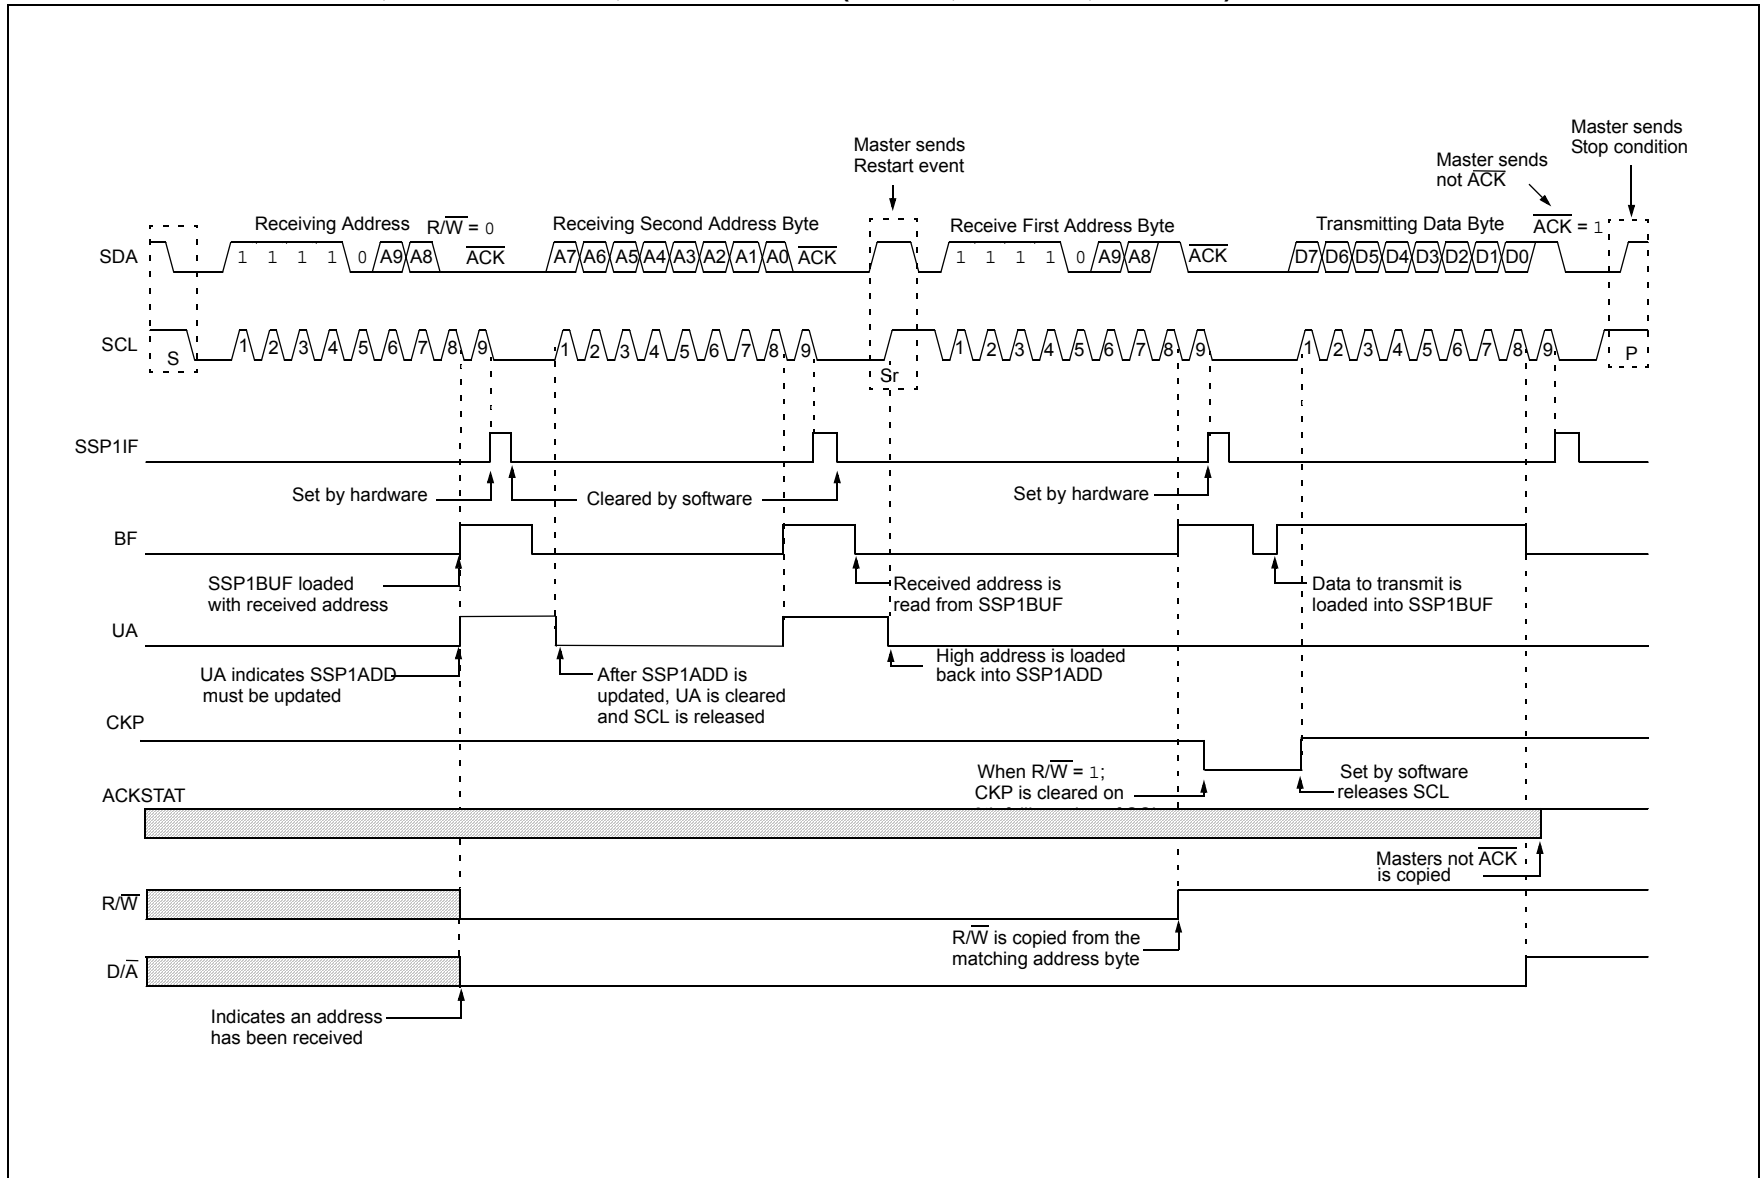 Master sends
Stop condition
Master sends
Restart event
Master sends
not ACK
Receiving Address R/W = 0
Receiving Second Address Byte
Receive First Address Byte
Transmitting Data Byte
ACK = 1
SDA
1 1 1 1 0 A9 A8 ACK
A7 A6 A5 A4 A3 A2 A1 A0 ACK
1 1 1 1 0 A9 A8 ACK
D7 D6 D5 D4 D3 D2 D1 D0
SCL
S
1 2 3 4 5 6 7 8 9
1 2 3 4 5 6 7 8 9
Sr
1 2 3 4 5 6 7 8 9
1 2 3 4 5 6 7 8 9
P
SSP1IF
Set by hardware
Cleared by software
Set by hardware
BF
SSP1BUF loaded
with received address
Received address is
read from SSP1BUF
Data to transmit is
loaded into SSP1BUF
UA
UA indicates SSP1ADD
must be updated
After SSP1ADD is
updated, UA is cleared
and SCL is released
High address is loaded
back into SSP1ADD
CKP
When R/W = 1;
CKP is cleared on
Set by software
releases SCL
ACKSTAT
Masters not ACK
is copied
R/W
R/W is copied from the
matching address byte
D/A
Indicates an address
has been received